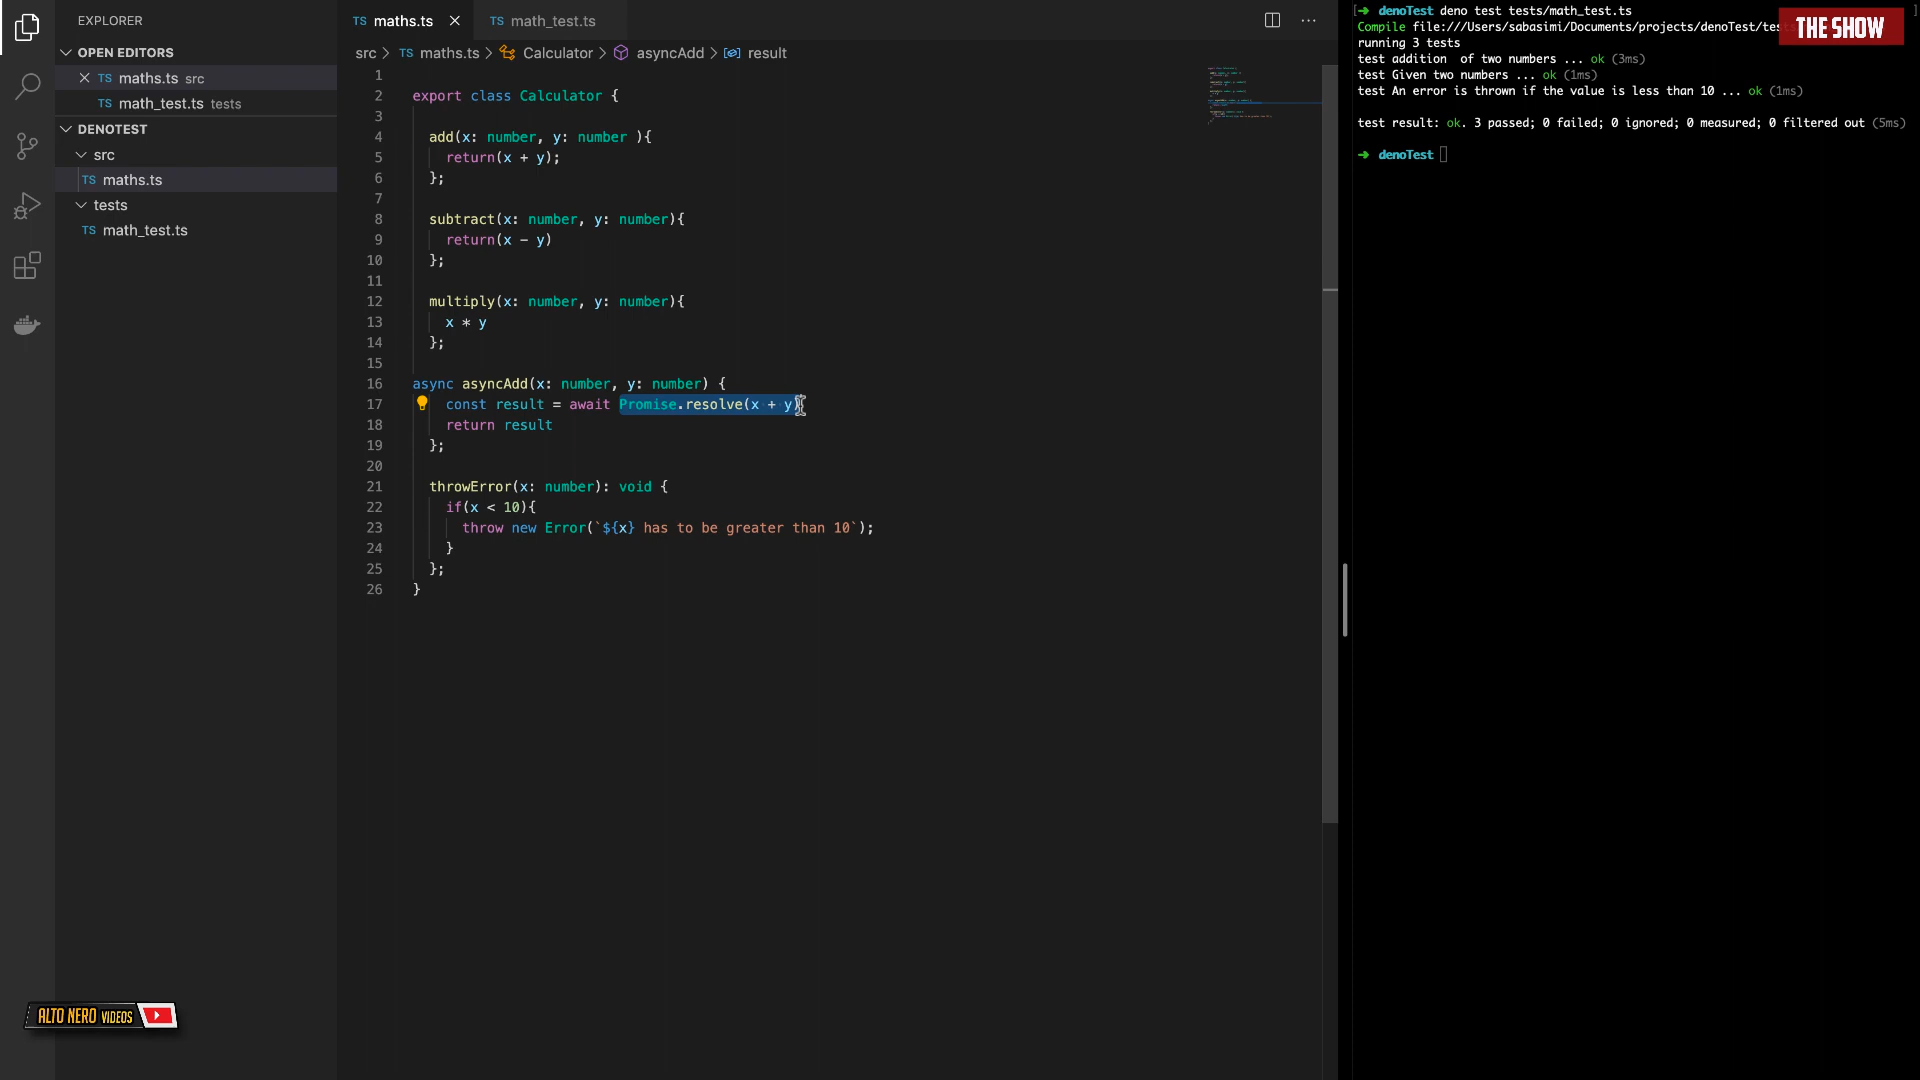 EXPLORER
OPEN EDITORS
TS maths.ts src
TS math_test.ts tests
DENOTEST
src
TS maths.ts
tests
TS math_test.ts
TS maths.ts
TS math_test.ts
src > TS maths.ts > Calculator > asyncAdd > result
1
2 export class Calculator {
3
4 add(x: number, y: number ){
5 return(x + y);
6 };
7
8 subtract(x: number, y: number){
9 return(x - y)
10 };
11
12 multiply(x: number, y: number){
13 x * y
14 };
15
16 async asyncAdd(x: number, y: number) {
17 const result = await Promise.resolve(x + y)
18 return result
19 };
20
21 throwError(x: number): void {
22 if(x < 10){
23 throw new Error(`${x} has to be greater than 10`);
24 }
25 };
26 }
[➜ denoTest deno test tests/math_test.ts ]
Compile file:///Users/sabasimi/Documents/projects/denoTest/
running 3 tests
test addition  of two numbers ... ok (3ms)
test Given two numbers ... ok (1ms)
test An error is thrown if the value is less than 10 ... ok (1ms)
test result: ok. 3 passed; 0 failed; 0 ignored; 0 measured; 0 filtered out (5ms)
➜ denoTest
THE SHOW
ALTO NERO VIDEOS